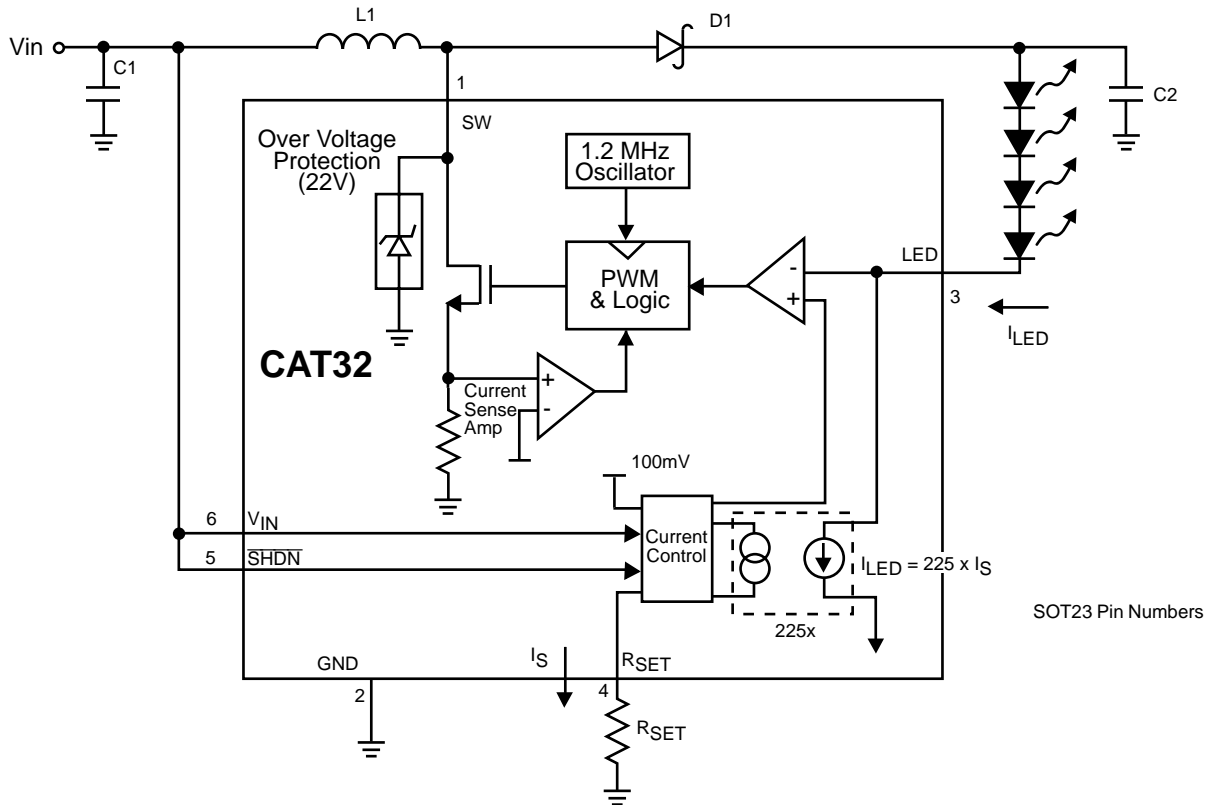 L1
D1
Vin
C1
C2
1
SW
Over Voltage
Protection
(22V)
1.2 MHz
Oscillator
PWM
& Logic
-
+
LED
3
ILED
CAT32
Current
Sense
Amp
+
-
100mV
6
VIN
5
SHDN
Current
Control
ILED = 225 x IS
225x
SOT23 Pin Numbers
GND
2
IS
RSET
4
RSET